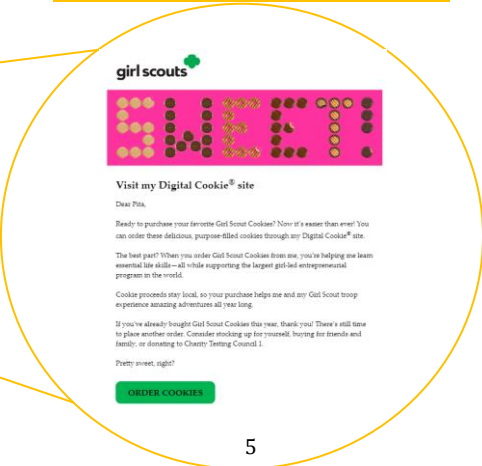 girl scouts
SWEET!
Visit my Digital Cookie® site
Dear Pita,
Ready to purchase your favorite Girl Scout Cookies? Now it's easier than ever! You
can order these delicious, purpose-filled cookies through my Digital Cookie® site.
The best part? When you order Girl Scout Cookies from me, you're helping me learn
essential life skills—all while supporting the largest girl-led entrepreneurial
program in the world.
Cookie proceeds stay local, so your purchase helps me and my Girl Scout troop
experience amazing adventures all year long.
If you've already bought Girl Scout Cookies this year, thank you! There's still time
to place another order. Consider stocking up for yourself, buying for friends and
family, or donating to Charity Testing Council 1.
Pretty sweet, right?
ORDER COOKIES
5